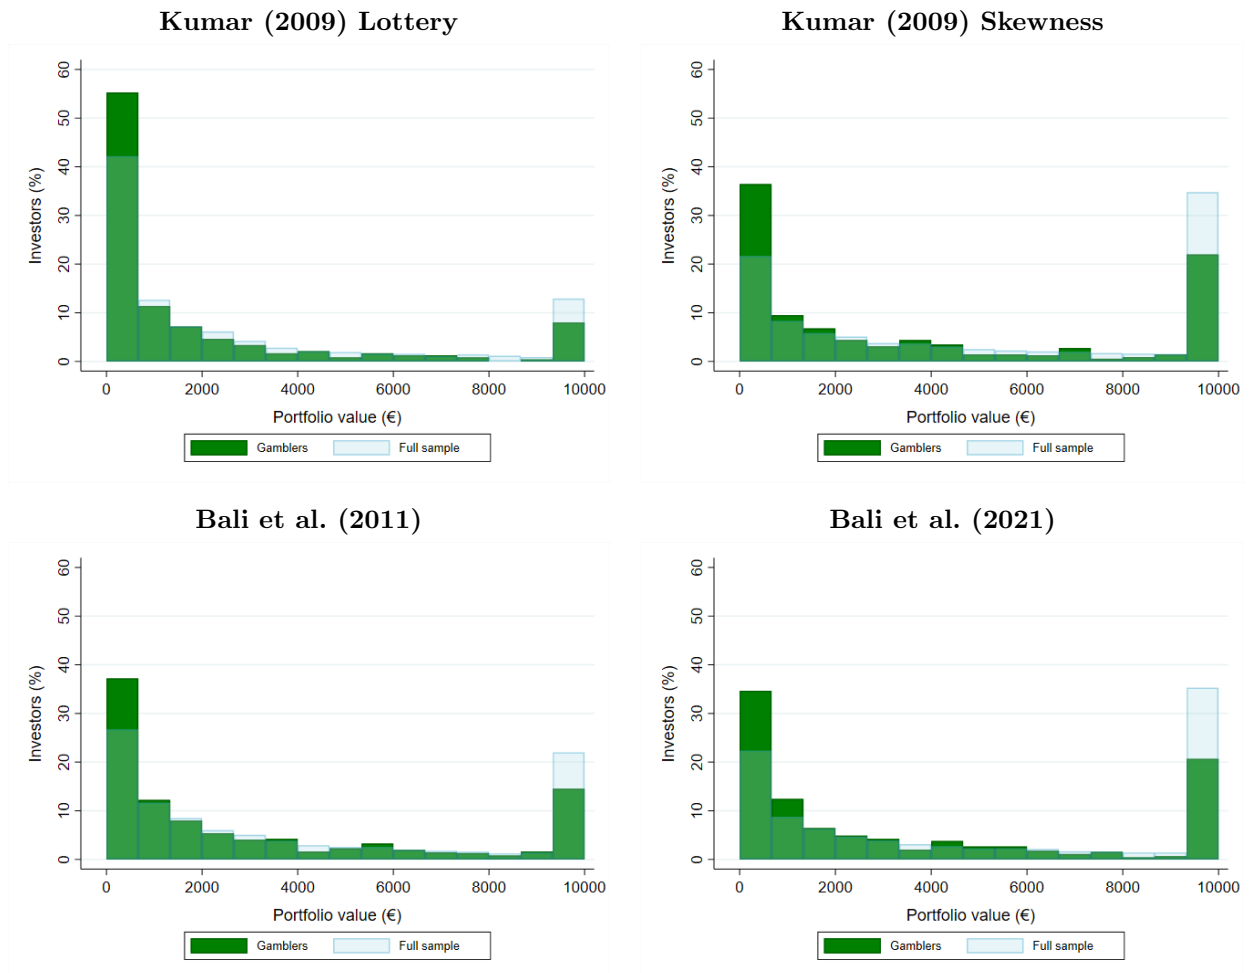 Kumar (2009) Lottery
60
50
40
30
20
10
0
Investors (%)
0 2000 4000 6000 8000 10000
Portfolio value (€)
Gamblers Full sample
Kumar (2009) Skewness
60
50
40
30
20
10
0
Investors (%)
0 2000 4000 6000 8000 10000
Portfolio value (€)
Gamblers Full sample
Bali et al. (2011)
60
50
40
30
20
10
0
Investors (%)
0 2000 4000 6000 8000 10000
Portfolio value (€)
Gamblers Full sample
Bali et al. (2021)
60
50
40
30
20
10
0
Investors (%)
0 2000 4000 6000 8000 10000
Portfolio value (€)
Gamblers Full sample